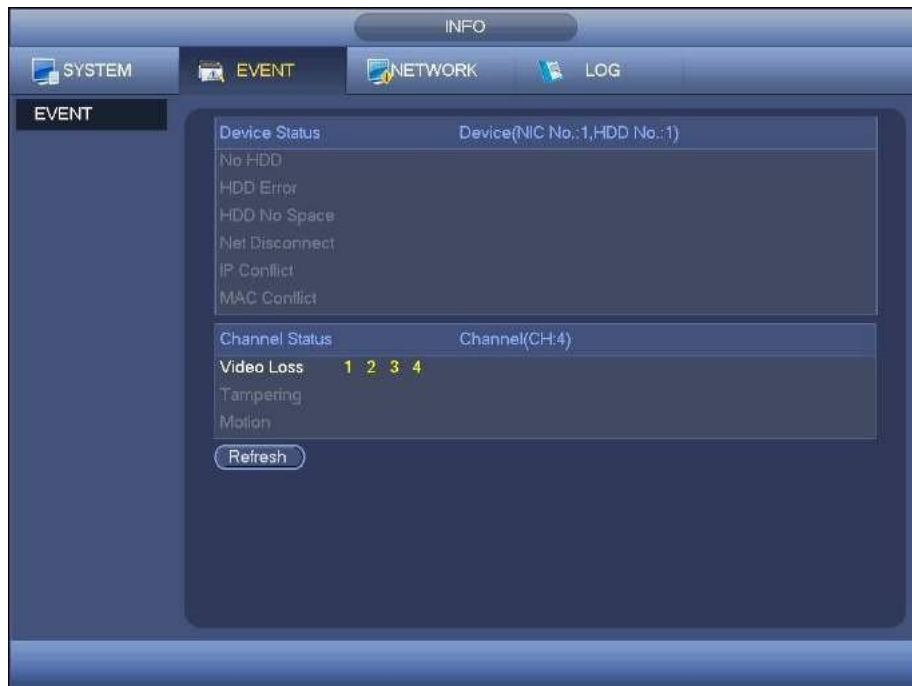 INFO
SYSTEM EVENT NETWORK LOG
EVENT
Device Status Device(NIC No.:1,HDD No.:1)
No HDD
HDD Error
HDD No Space
Net Disconnect
IP Conflict
MAC Conflict
Channel Status Channel(CH:4)
Video Loss 1 2 3 4
Tampering
Motion
Refresh